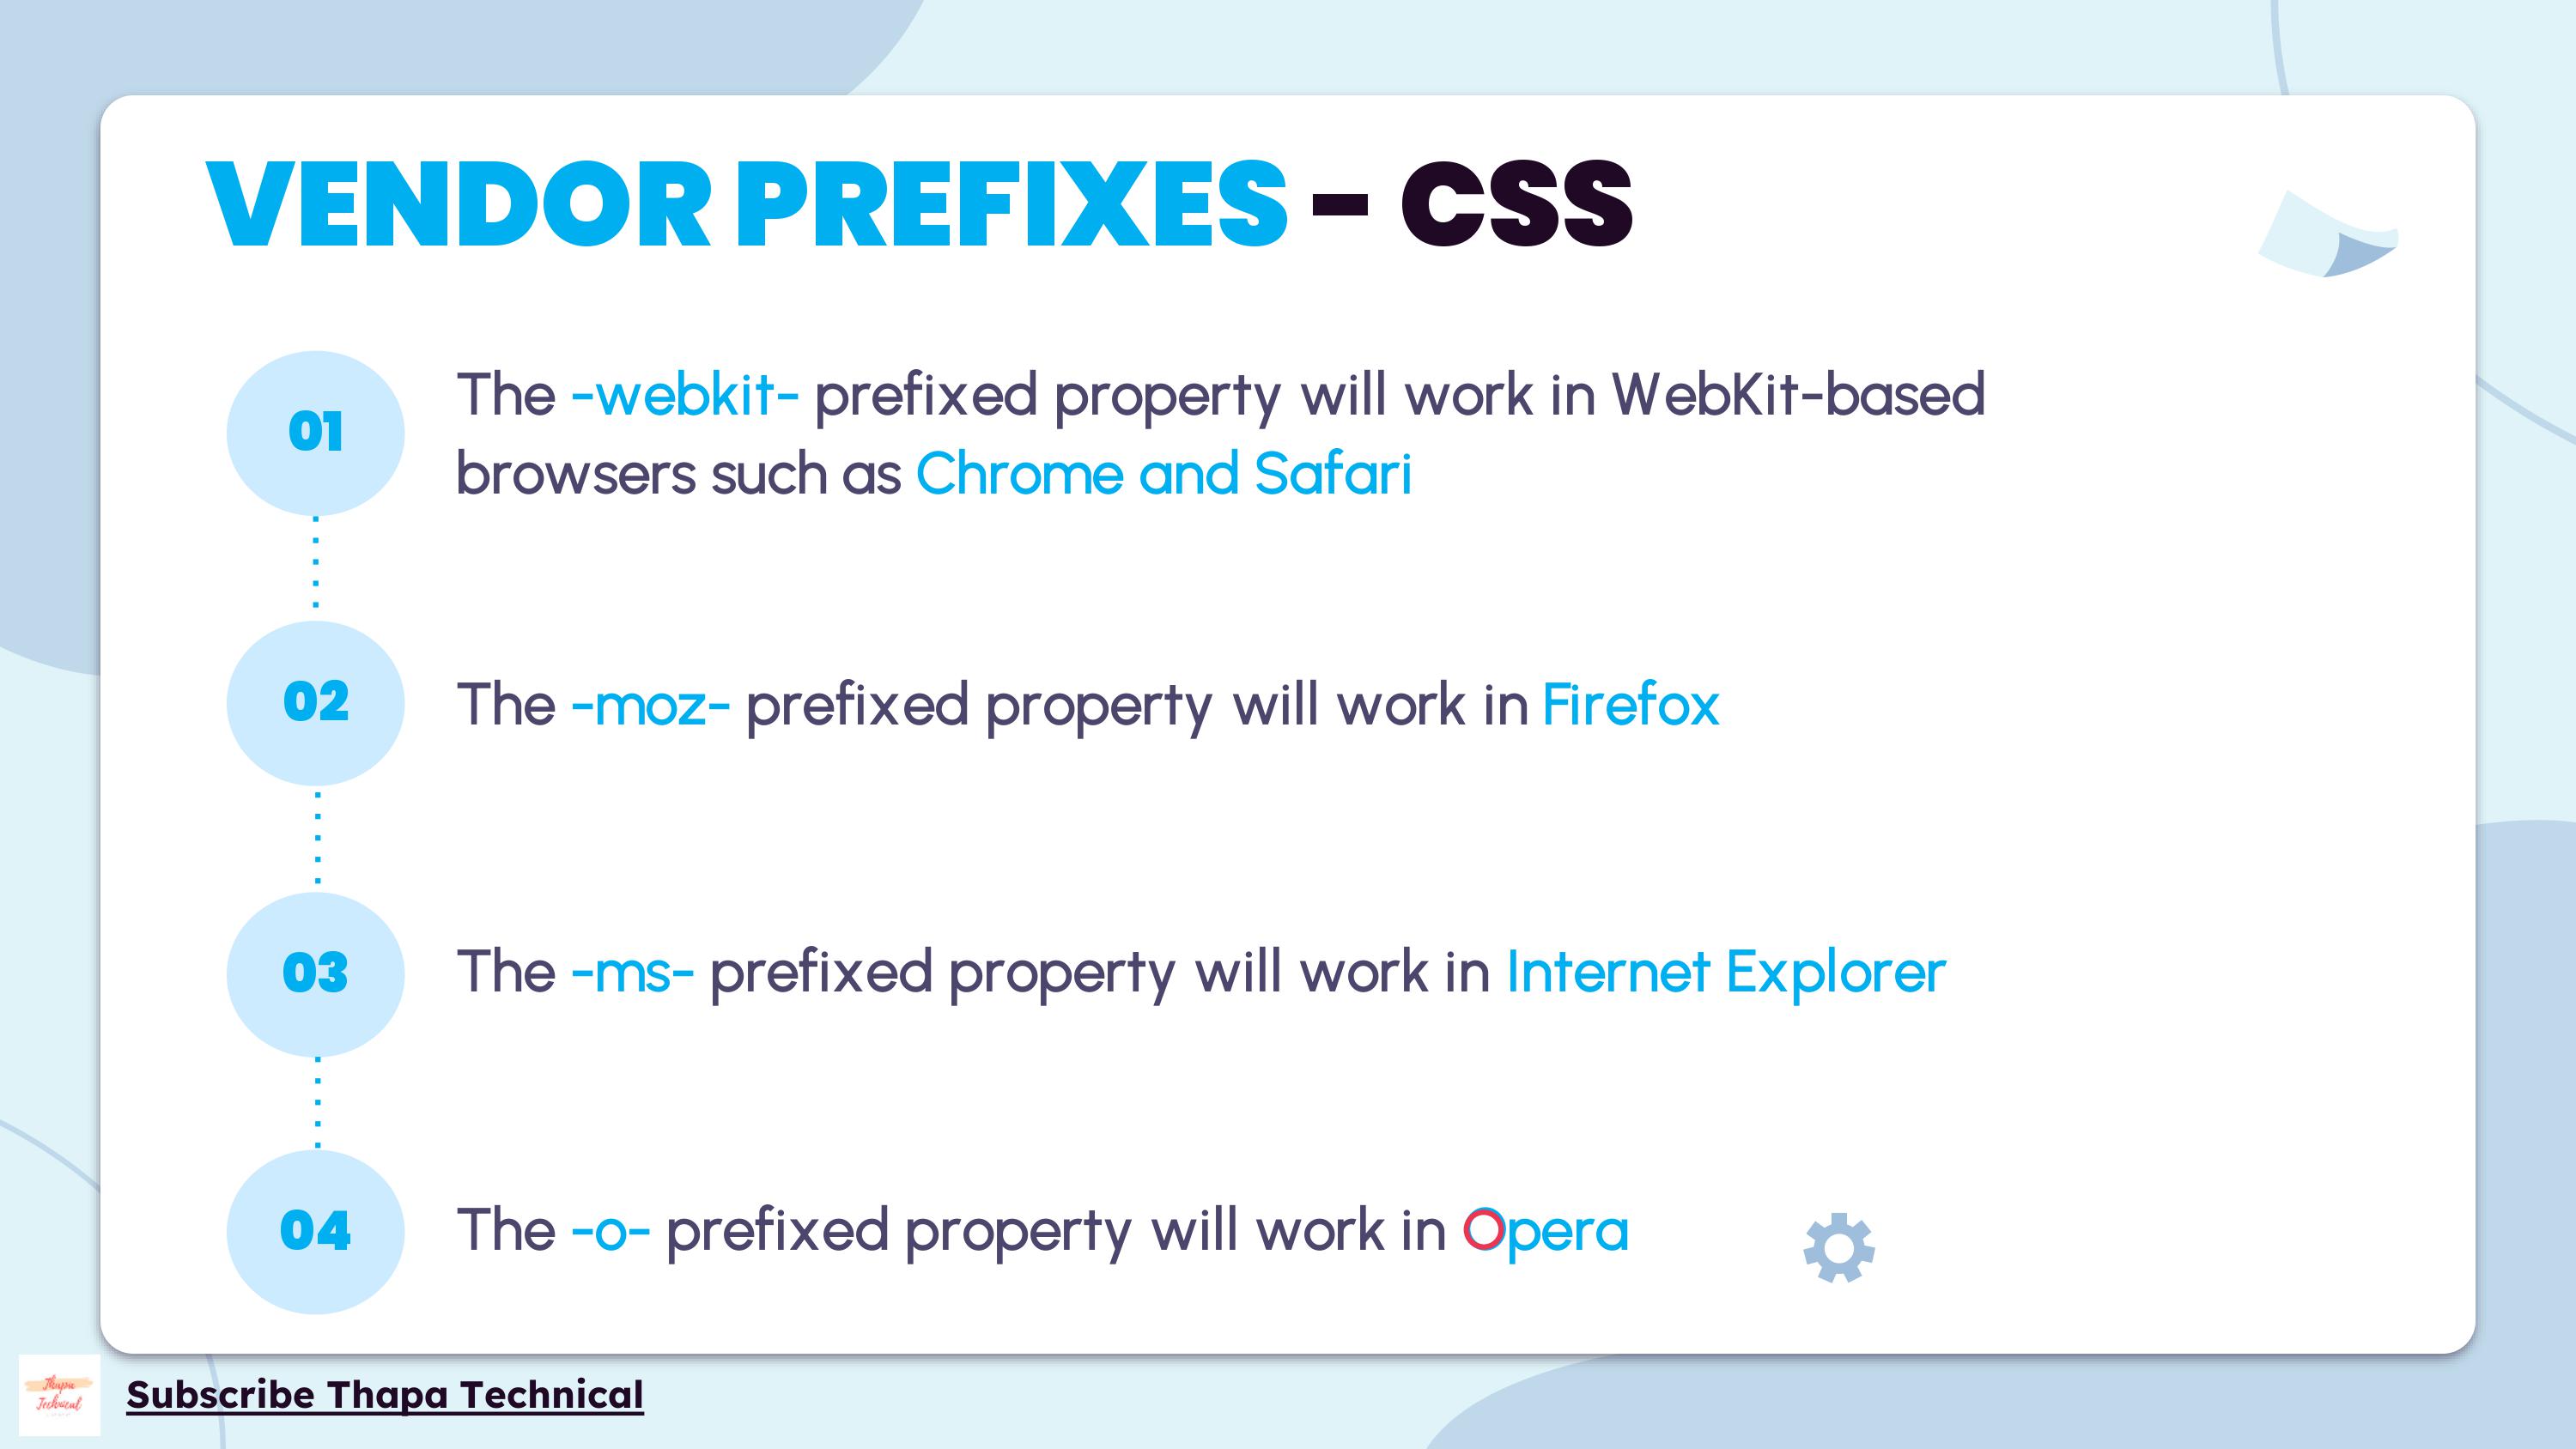 VENDOR PREFIXES - CSS
01
The -webkit- prefixed property will work in WebKit-based
browsers such as Chrome and Safari
02
The -moz- prefixed property will work in Firefox
03
The -ms- prefixed property will work in Internet Explorer
04
The -o- prefixed property will work in Opera
Thapa
Technical
Subscribe Thapa Technical